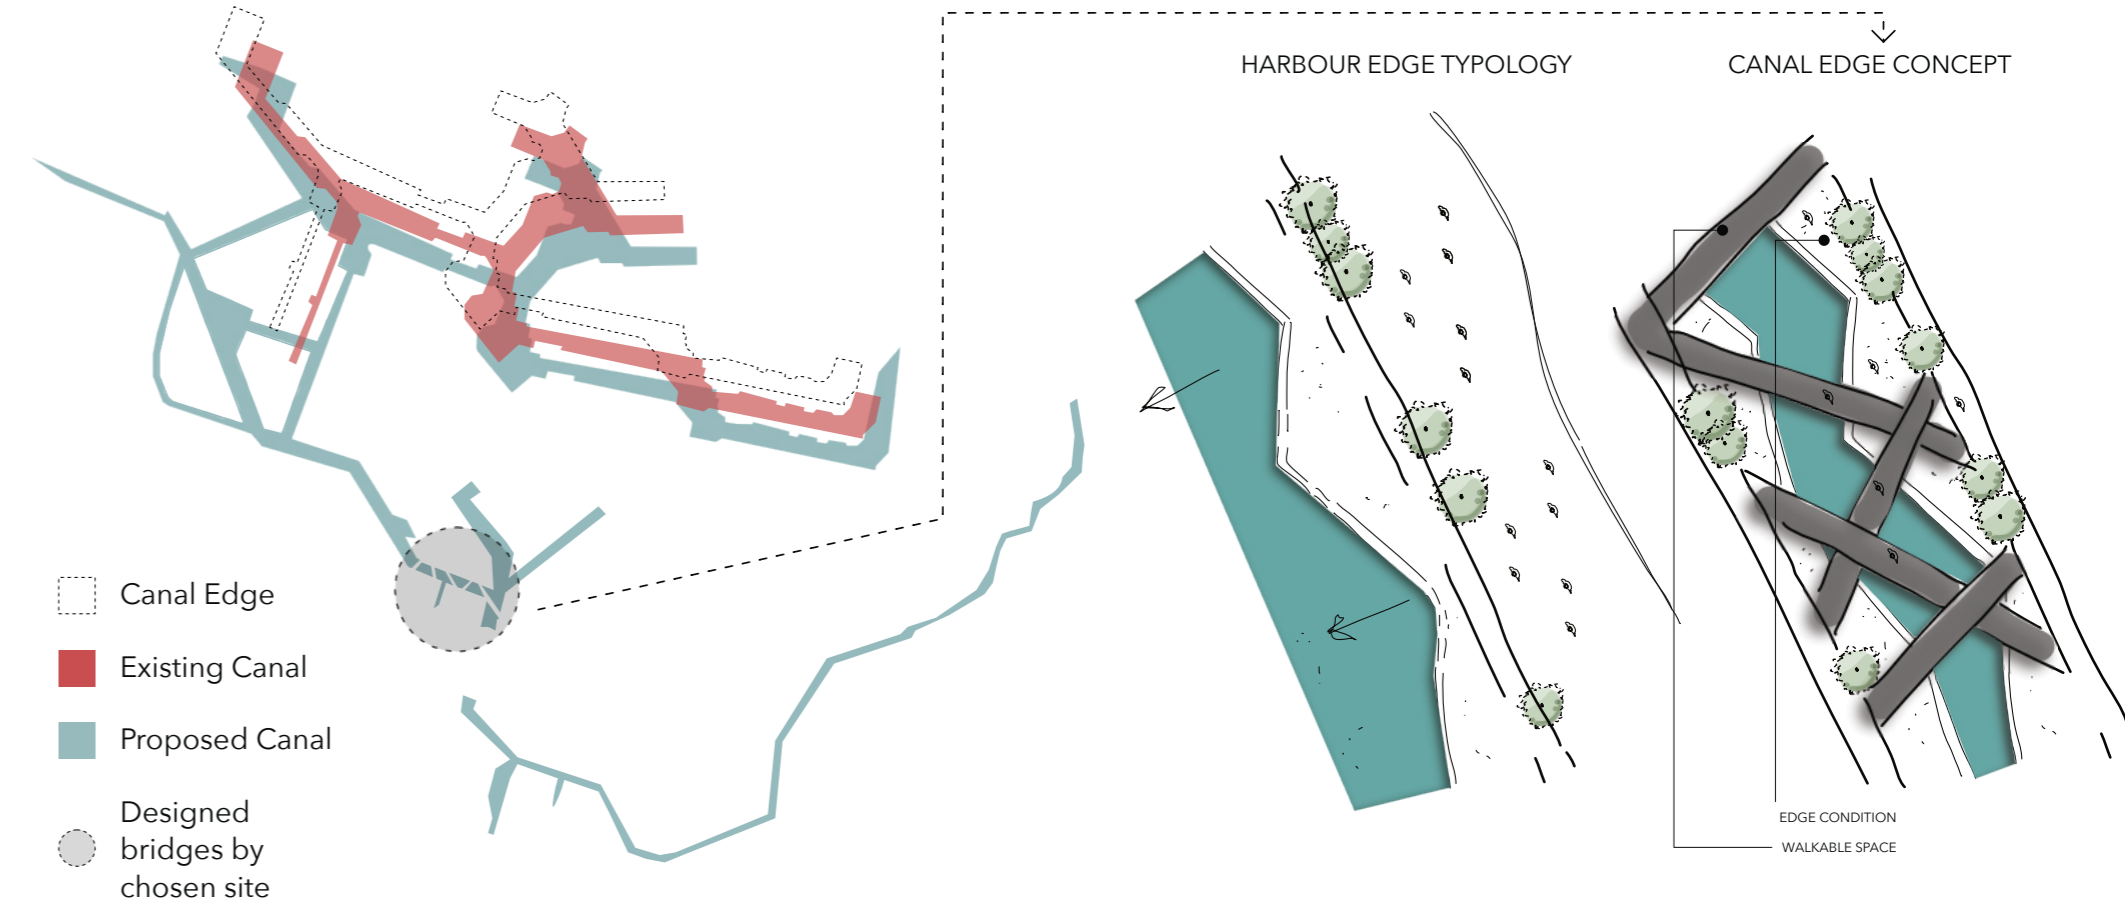 HARBOUR EDGE TYPOLOGY
CANAL EDGE CONCEPT
Canal Edge
Existing Canal
Proposed Canal
Designed
bridges by
chosen site
EDGE CONDITION
WALKABLE SPACE